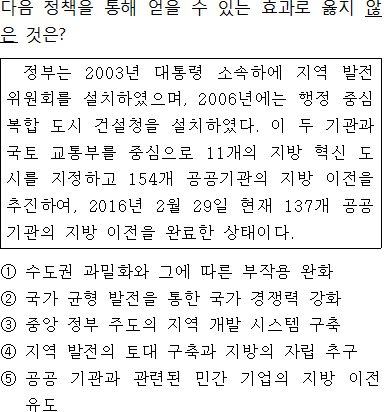 다음 정책을 통해 얻을 수 있는 효과로 옳지 않
은 것은?
정부는 2003년 대통령 소속하에 지역 발전
위원회를 설치하였으며, 2006년에는 행정 중심
복합 도시 건설청을 설치하였다. 이 두 기관과
국토 교통부를 중심으로 11개의 지방 혁신 도
시를 지정하고 154개 공공기관의 지방 이전을
추진하여, 2016년 2월 29일 현재 137개 공공
기관의 지방 이전을 완료한 상태이다.
① 수도권 과밀화와 그에 따른 부작용 완화
② 국가 균형 발전을 통한 국가 경쟁력 강화
③ 중앙 정부 주도의 지역 개발 시스템 구축
④ 지역 발전의 토대 구축과 지방의 자립 추구
⑤ 공공 기관과 관련된 민간 기업의 지방 이전
유도